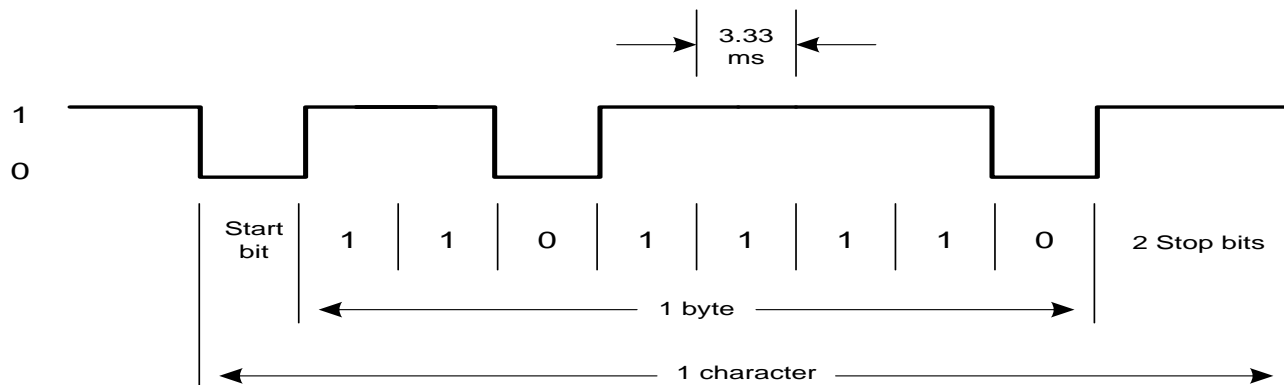 3.33
ms
1
0
Start
bit
1 1 0 1 1 1 1 0
2 Stop bits
1 byte
1 character